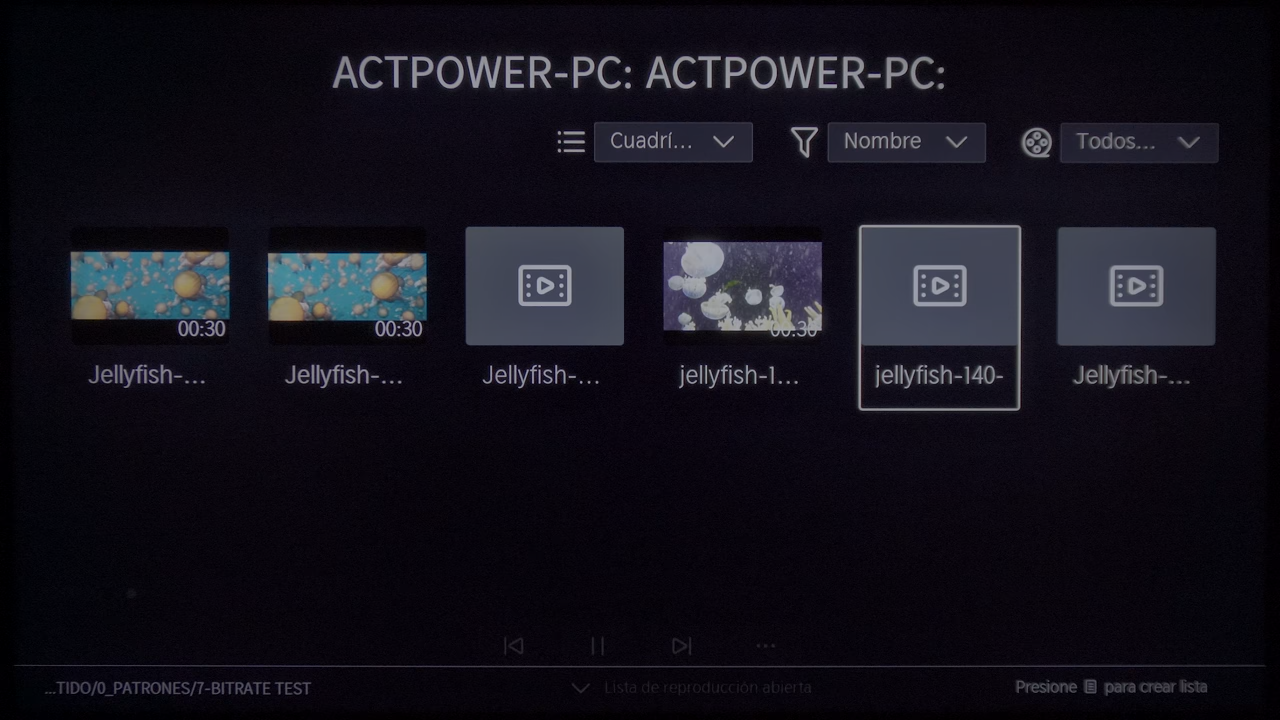 ACTPOWER-PC: ACTPOWER-PC:
Cuadrí...
Nombre
Todos...
00:30
00:30
00:30
Jellyfish-...
Jellyfish-...
Jellyfish-...
jellyfish-1...
jellyfish-140-
Jellyfish-...
...TIDO/0_PATRONES/7-BITRATE TEST
Lista de reproducción abierta
Presione para crear lista